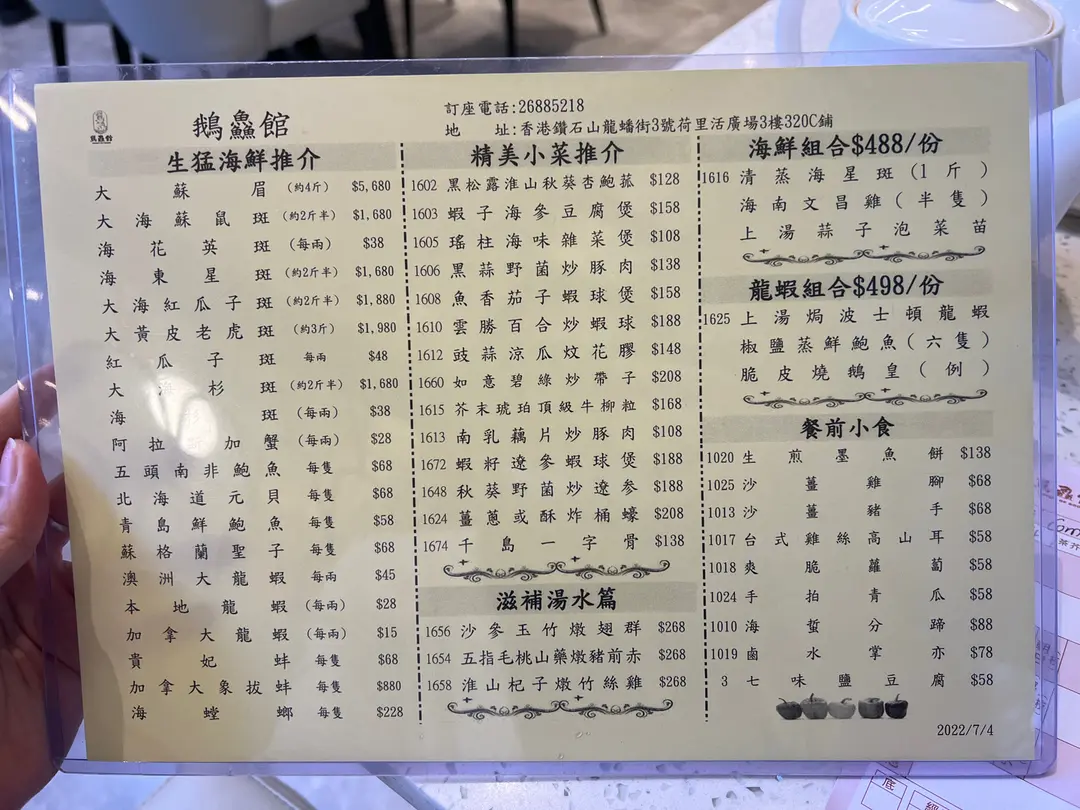 鵝鱻館
訂座電話:26885218
地 址:香港鑽石山龍蟠街3號荷里活廣場3樓320C鋪
生猛海鮮推介
大蘇眉 (約4斤) $5,680
大海蘇鼠斑 (約2斤半) $1,680
海花英斑 (每兩) $38
海東星斑 (約2斤半) $1,680
大海紅瓜子斑 (約2斤半) $1,880
大黃皮老虎斑 (約3斤) $1,980
紅瓜子斑 每兩 $48
大 杉斑 (約2斤半) $1,680
海 斑 (每兩) $38
阿拉斯加蟹 (每兩) $28
五頭南非鮑魚 每隻 $68
北海道元貝 每隻 $68
青島鮮鮑魚 每隻 $58
蘇格蘭聖子 每隻 $68
澳洲大龍蝦 每兩 $45
本地龍蝦 (每兩) $28
加拿大龍蝦 (每兩) $15
貴妃蚌 每隻 $68
加拿大象拔蚌 每隻 $880
海螳螂 每隻 $228
精美小菜推介
1602 黑松露淮山秋葵杏鮑菰 $128
1603 蝦子海參豆腐煲 $158
1605 瑤柱海味雜菜煲 $108
1606 黑蒜野菌炒豚肉 $138
1608 魚香茄子蝦球煲 $158
1610 雲勝百合炒蝦球 $188
1612 豉蒜涼瓜炆花膠 $148
1660 如意碧綠炒帶子 $208
1615 芥末琥珀頂級牛柳粒 $168
1613 南乳藕片炒豚肉 $108
1672 蝦籽遼參蝦球煲 $188
1648 秋葵野菌炒遼参 $188
1624 薑蔥或酥炸桶蠔 $208
1674 千島一字骨 $138
滋補湯水篇
1656 沙參玉竹燉翅群 $268
1654 五指毛桃山藥燉豬前赤 $268
1658 淮山杞子燉竹絲雞 $268
海鮮組合$488/份
1616 清蒸海星斑(1斤)
海南文昌雞(半隻)
上湯蒜子泡菜苗
龍蝦組合$498/份
1625 上湯焗波士頓龍蝦
椒鹽蒸鮮鮑魚(六隻)
脆皮燒鵝皇(例)
餐前小食
1020 生煎墨魚餅 $138
1025 沙薑雞腳 $68
1013 沙薑豬手 $68
1017 台式雞絲高山耳 $58
1018 爽脆蘿蔔 $58
1024 手拍青瓜 $58
1010 海蜇分蹄 $88
1019 鹵水掌亦 $78
3 七味鹽豆腐 $58
2022/7/4